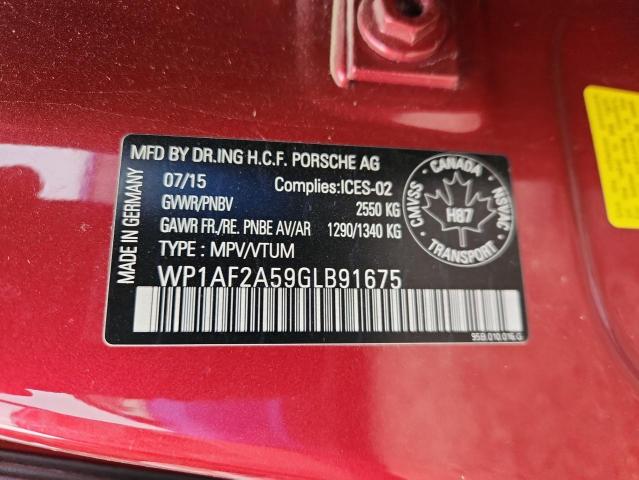 MFD BY DR.ING H.C.F. PORSCHE AG
07/15 Complies:ICES-02
GVWR/PNBV 2550 KG
GAWR FR./RE. PNBE AV/AR 1290/1340 KG
TYPE : MPV/VTUM
WP1AF2A59GLB91675
MADE IN GERMANY
CANADA
CMVSS
NSVAC
H87
TRANSPORT
95B.010.016.G